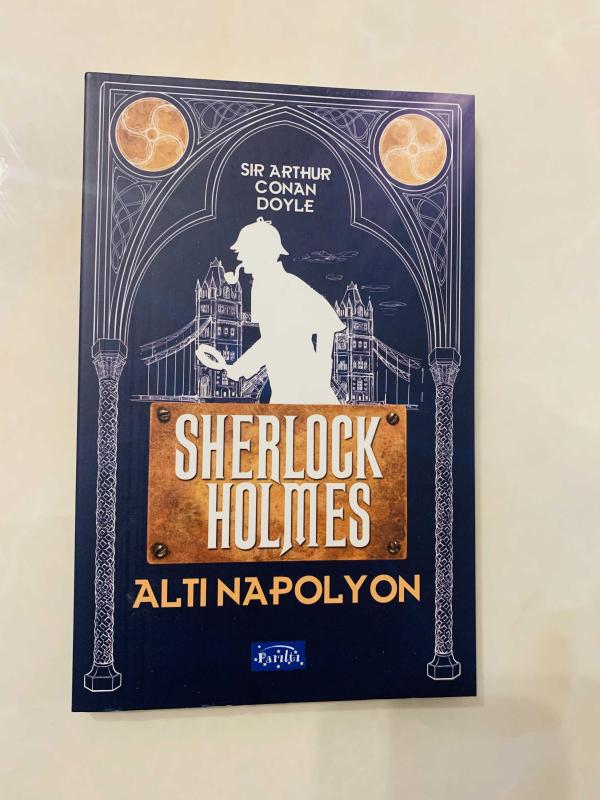 SIR ARTHUR
CONAN
DOYLE
SHERLOCK
HOLMES
ALTI NAPOLYON
Parıltı